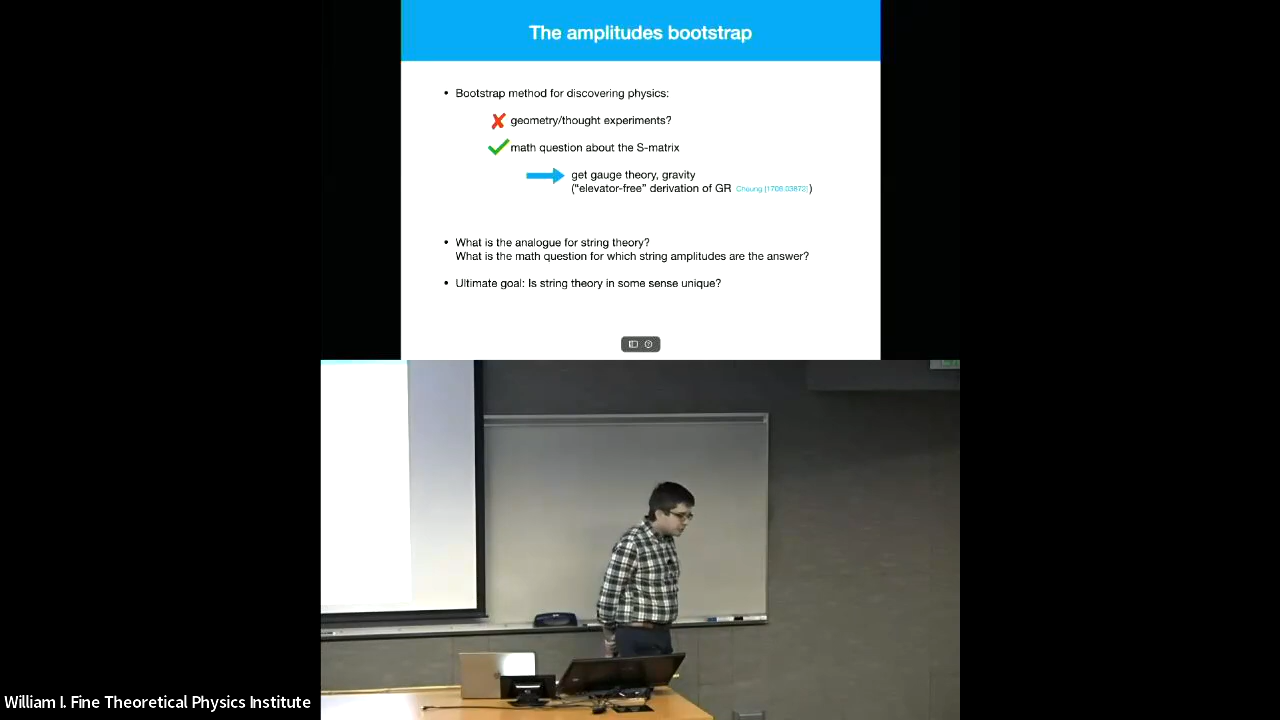 The amplitudes bootstrap
• Bootstrap method for discovering physics:
✘ geometry/thought experiments?
✓ math question about the S-matrix
get gauge theory, gravity
("elevator-free" derivation of GR Cheung [1708.03872])
• What is the analogue for string theory?
What is the math question for which string amplitudes are the answer?
• Ultimate goal: Is string theory in some sense unique?
William I. Fine Theoretical Physics Institute